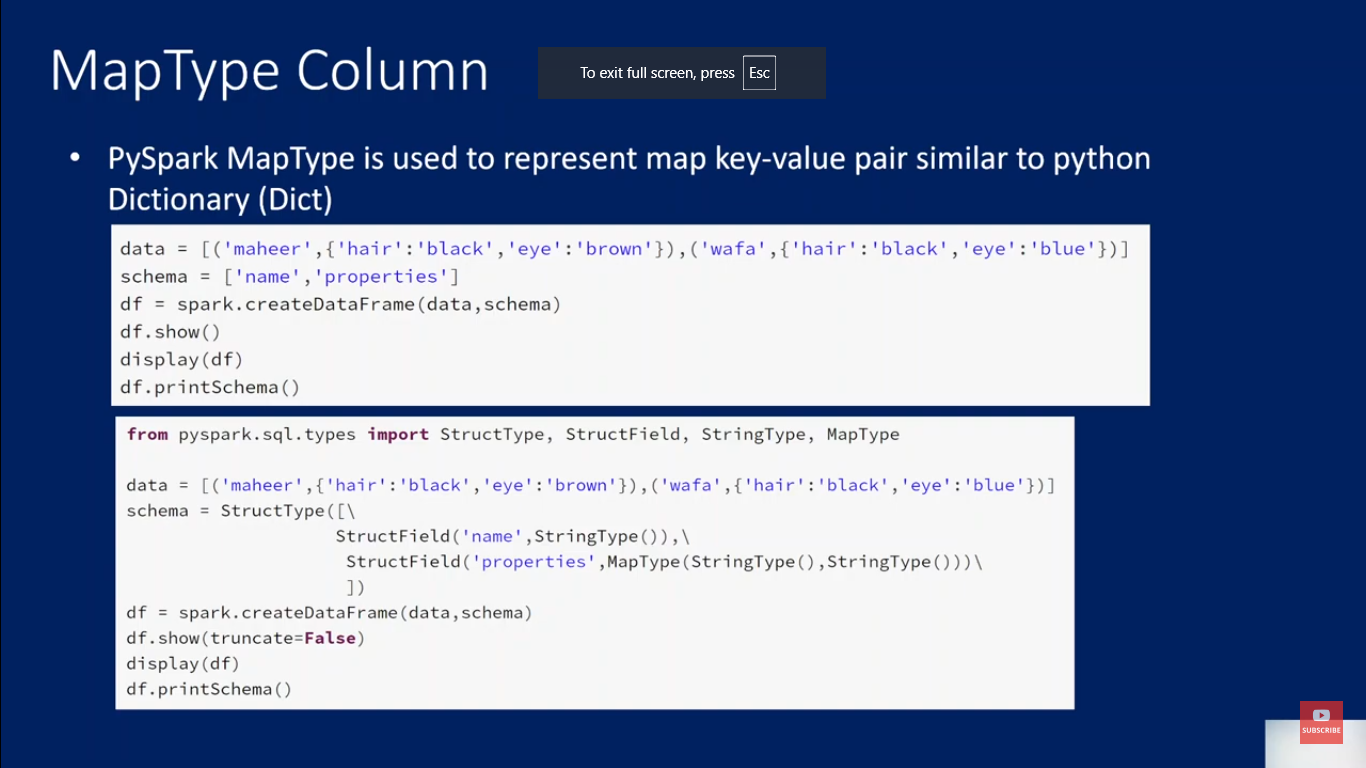 MapType Column
To exit full screen, press Esc
• PySpark MapType is used to represent map key-value pair similar to python
Dictionary (Dict)
data = [('maheer',{'hair':'black','eye':'brown'}),('wafa',{'hair':'black','eye':'blue'})]
schema = ['name','properties']
df = spark.createDataFrame(data,schema)
df.show()
display(df)
df.printSchema()
from pyspark.sql.types import StructType, StructField, StringType, MapType
data = [('maheer',{'hair':'black','eye':'brown'}),('wafa',{'hair':'black','eye':'blue'})]
schema = StructType([\
StructField('name',StringType()),\
StructField('properties',MapType(StringType(),StringType()))\
])
df = spark.createDataFrame(data,schema)
df.show(truncate=False)
display(df)
df.printSchema()
SUBSCRIBE